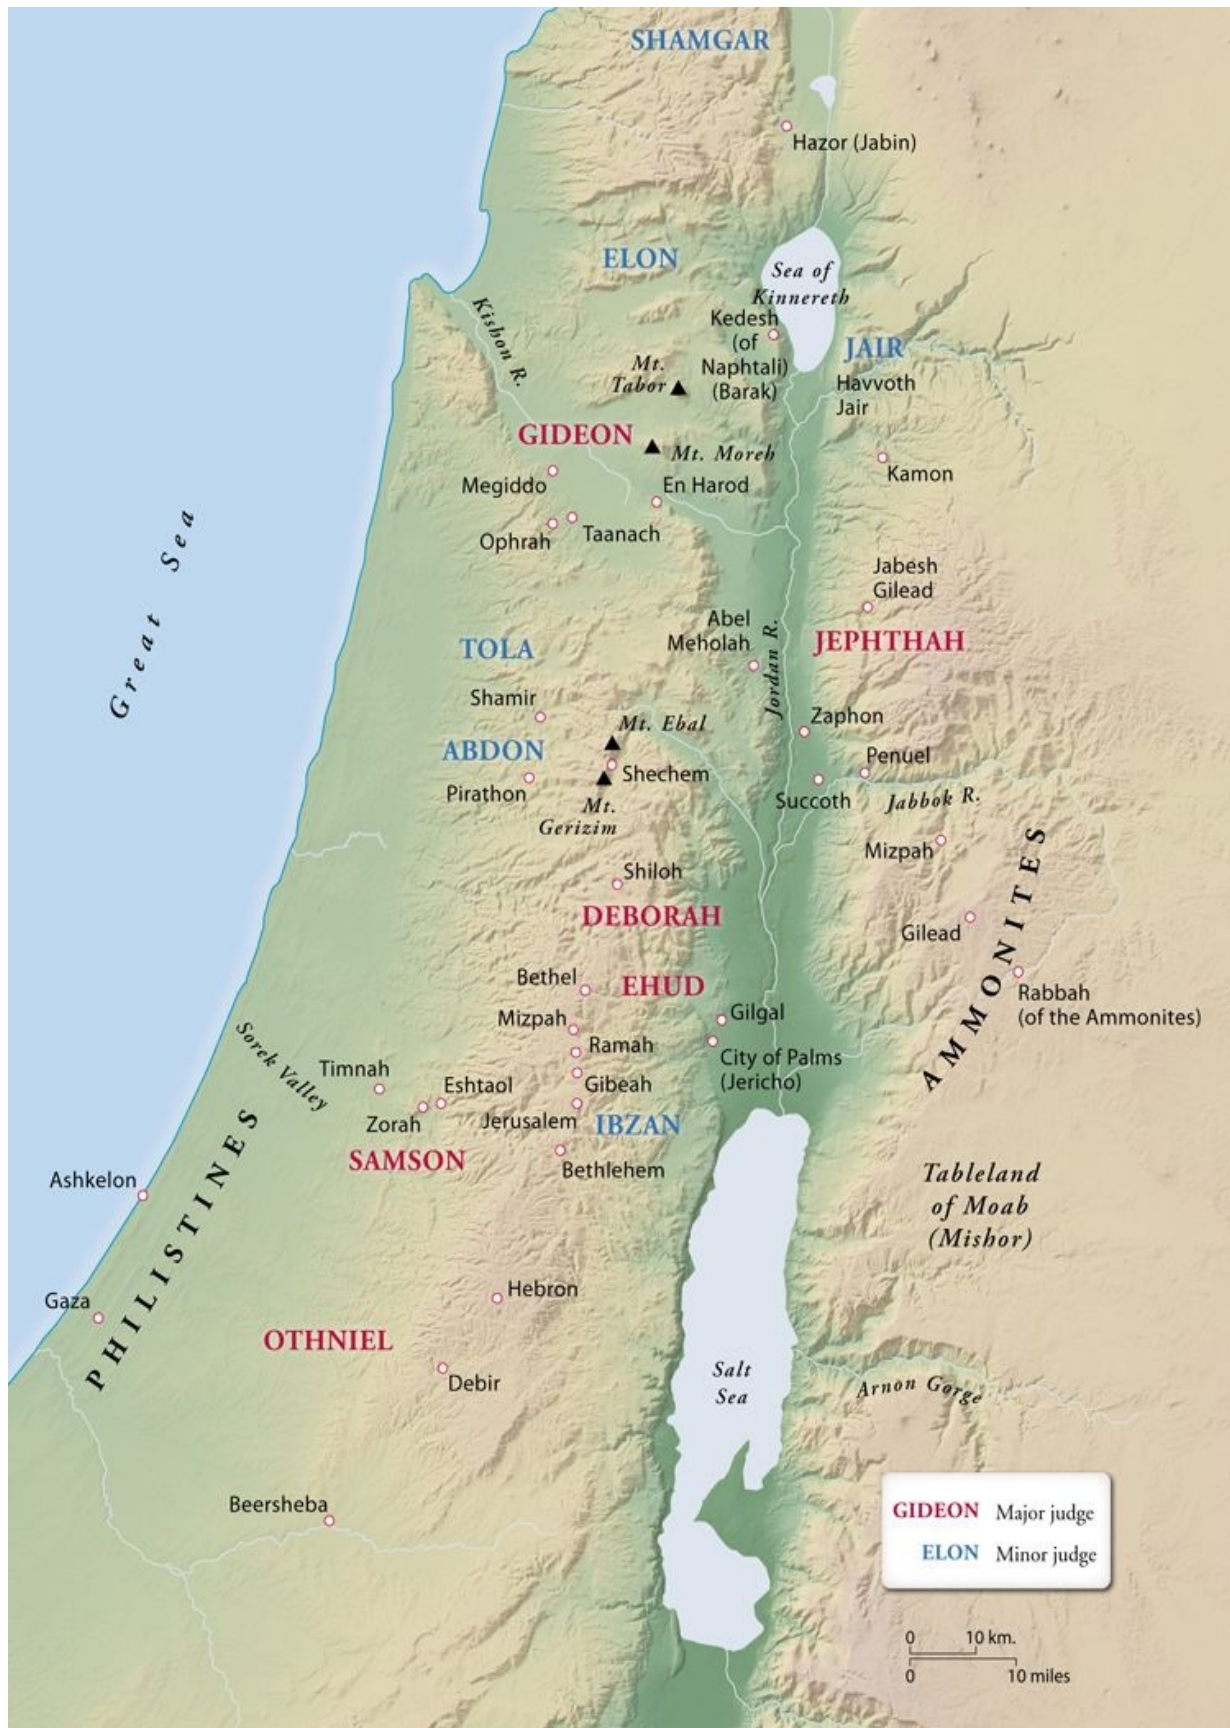 SHAMGAR
Hazor (Jabin)
ELON
Sea of
Kinnereth
Kishon R.
Kedesh
(of
Naphtali)
(Barak)
JAIR
Havvoth
Jair
Mt.
Tabor
GIDEON
Mt. Moreh
Kamon
Megiddo
En Harod
Ophrah
Taanach
Great Sea
Jabesh
Gilead
Abel
Meholah
JEPHTHAH
TOLA
Jordan R.
Shamir
Mt. Ebal
Zaphon
ABDON
Shechem
Penuel
Pirathon
Succoth
Jabbok R.
Mt.
Gerizim
Mizpah
Shiloh
DEBORAH
Gilead
AMMONITES
Bethel
EHUD
Rabbah
(of the Ammonites)
Mizpah
Gilgal
Ramah
City of Palms
(Jericho)
Sorek Valley
Timnah
Eshtaol
Gibeah
Zorah
Jerusalem
IBZAN
SAMSON
Bethlehem
Ashkelon
PHILISTINES
Tableland
of Moab
(Mishor)
Hebron
Gaza
OTHNIEL
Debir
Salt
Sea
Arnon Gorge
Beersheba
GIDEON Major judge
ELON Minor judge
0 10 km.
0 10 miles